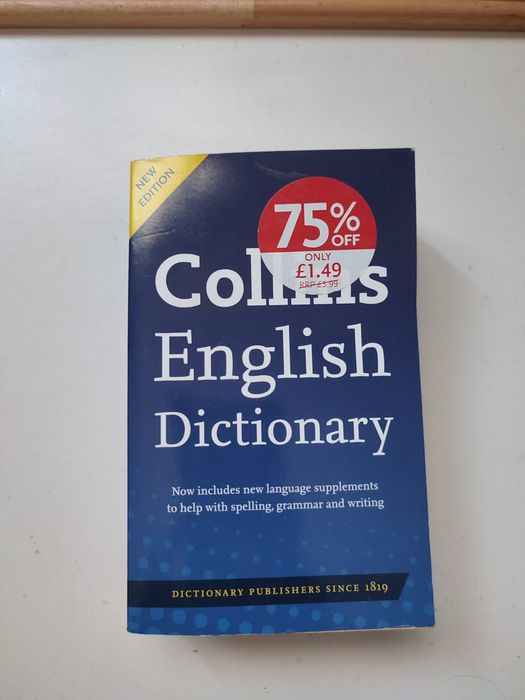 NEW
EDITION
75%
OFF
ONLY
£1.49
RRP £5.99
Collins
English
Dictionary
Now includes new language supplements
to help with spelling, grammar and writing
DICTIONARY PUBLISHERS SINCE 1819